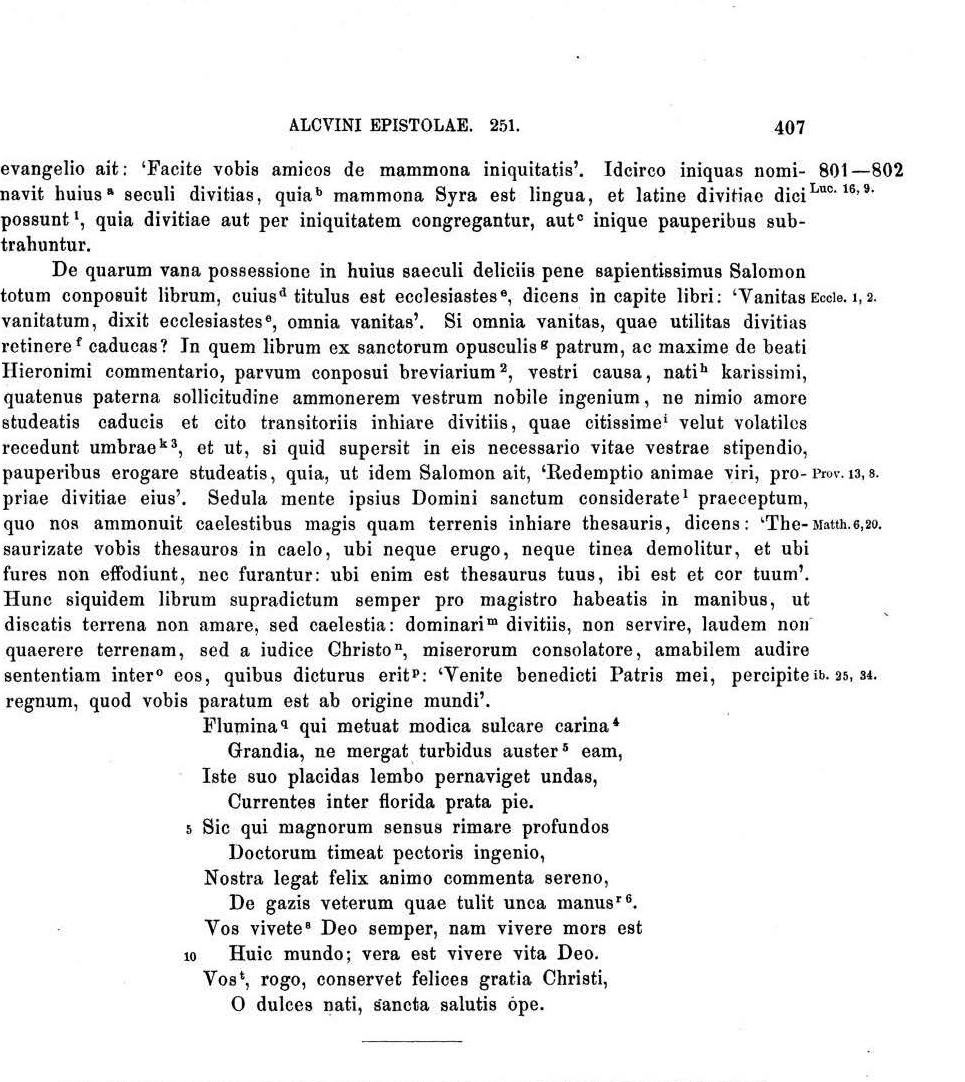 ALCVINI EPISTOLAE. 251. 407
evangelio ait: ‘Facite vobis amicos de mammona iniquitatis’. Idcirco iniquas nomi- 801—802
navit huius a seculi divitias, quia b mammona Syra est lingua, et latine divitiae dici Luc. 16, 9.
possunt 1, quia divitiae aut per iniquitatem congregantur, aut c inique pauperibus sub-
trahuntur.
De quarum vana possessione in huius saeculi deliciis pene sapientissimus Salomon
totum conposuit librum, cuius d titulus est ecclesiastes e, dicens in capite libri: ‘Vanitas Eccle. 1, 2.
vanitatum, dixit ecclesiastes e, omnia vanitas’. Si omnia vanitas, quae utilitas divitias
retinere f caducas? In quem librum ex sanctorum opusculis g patrum, ac maxime de beati
Hieronimi commentario, parvum conposui breviarium 2, vestri causa, nati h karissimi,
quatenus paterna sollicitudine ammonerem vestrum nobile ingenium, ne nimio amore
studeatis caducis et cito transitoriis inhiare divitiis, quae citissime i velut volatiles
recedunt umbrae k 3, et ut, si quid supersit in eis necessario vitae vestrae stipendio,
pauperibus erogare studeatis, quia, ut idem Salomon ait, ‘Redemptio animae viri, pro- Prov. 13, 8.
priae divitiae eius’. Sedula mente ipsius Domini sanctum considerate l praeceptum,
quo nos ammonuit caelestibus magis quam terrenis inhiare thesauris, dicens: ‘The- Matth. 6, 20.
saurizate vobis thesauros in caelo, ubi neque erugo, neque tinea demolitur, et ubi
fures non effodiunt, nec furantur: ubi enim est thesaurus tuus, ibi est et cor tuum’.
Hunc siquidem librum supradictum semper pro magistro habeatis in manibus, ut
discatis terrena non amare, sed caelestia: dominari m divitiis, non servire, laudem non
quaerere terrenam, sed a iudice Christo n, miserorum consolatore, amabilem audire
sententiam inter o eos, quibus dicturus erit p: ‘Venite benedicti Patris mei, percipite ib. 25, 34.
regnum, quod vobis paratum est ab origine mundi’.
Flumina q qui metuat modica sulcare carina 4
Grandia, ne mergat turbidus auster 5 eam,
Iste suo placidas lembo pernaviget undas,
Currentes inter florida prata pie.
5 Sic qui magnorum sensus rimare profundos
Doctorum timeat pectoris ingenio,
Nostra legat felix animo commenta sereno,
De gazis veterum quae tulit unca manus r 6.
Vos vivete s Deo semper, nam vivere mors est
10 Huic mundo; vera est vivere vita Deo.
Vos t, rogo, conservet felices gratia Christi,
O dulces nati, sancta salutis ope.